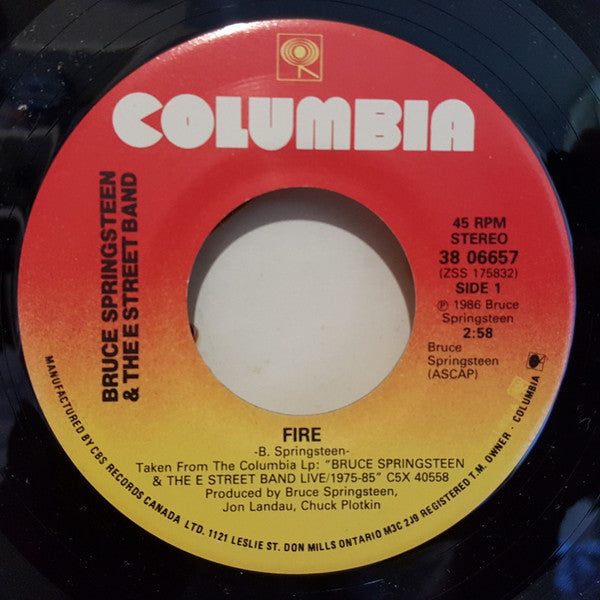 COLUMBIA
BRUCE SPRINGSTEEN
& THE E STREET BAND
45 RPM
STEREO
38 06657
(ZSS 175832)
SIDE 1
℗ 1986 Bruce
Springsteen
2:58
Bruce
Springsteen
(ASCAP)
FIRE
-B. Springsteen-
Taken From The Columbia Lp: "BRUCE SPRINGSTEEN
& THE E STREET BAND LIVE/1975-85" C5X 40558
Produced by Bruce Springsteen,
Jon Landau, Chuck Plotkin
MANUFACTURED BY CBS RECORDS CANADA LTD. 1121 LESLIE ST. DON MILLS ONTARIO M3C 2J9 REGISTERED T.M. OWNER · COLUMBIA